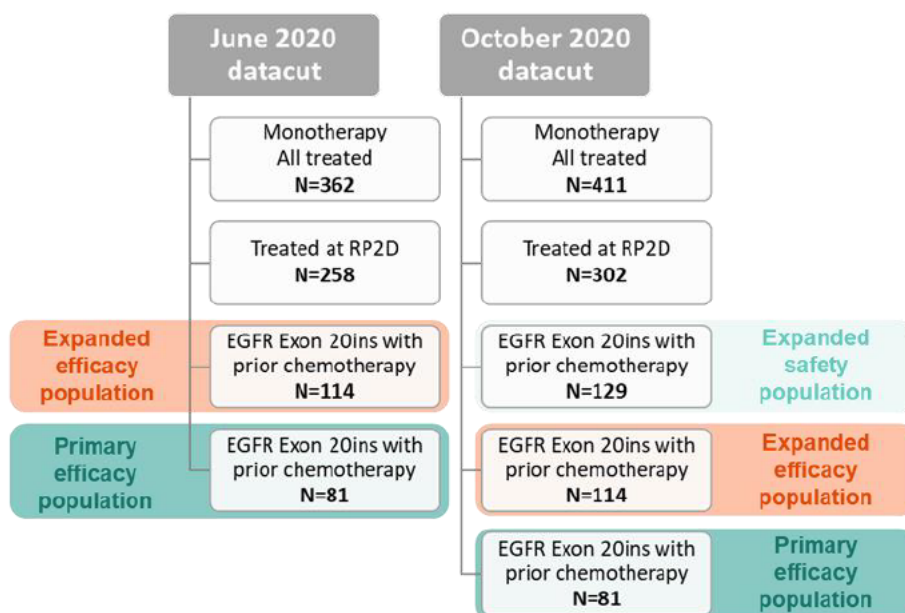 June 2020
datacut
Monotherapy
All treated
N=362
Treated at RP2D
N=258
Expanded
efficacy
population
EGFR Exon 20ins with
prior chemotherapy
N=114
Primary
efficacy
population
EGFR Exon 20ins with
prior chemotherapy
N=81
October 2020
datacut
Monotherapy
All treated
N=411
Treated at RP2D
N=302
EGFR Exon 20ins with
prior chemotherapy
N=129
Expanded
safety
population
EGFR Exon 20ins with
prior chemotherapy
N=114
Expanded
efficacy
population
EGFR Exon 20ins with
prior chemotherapy
N=81
Primary
efficacy
population